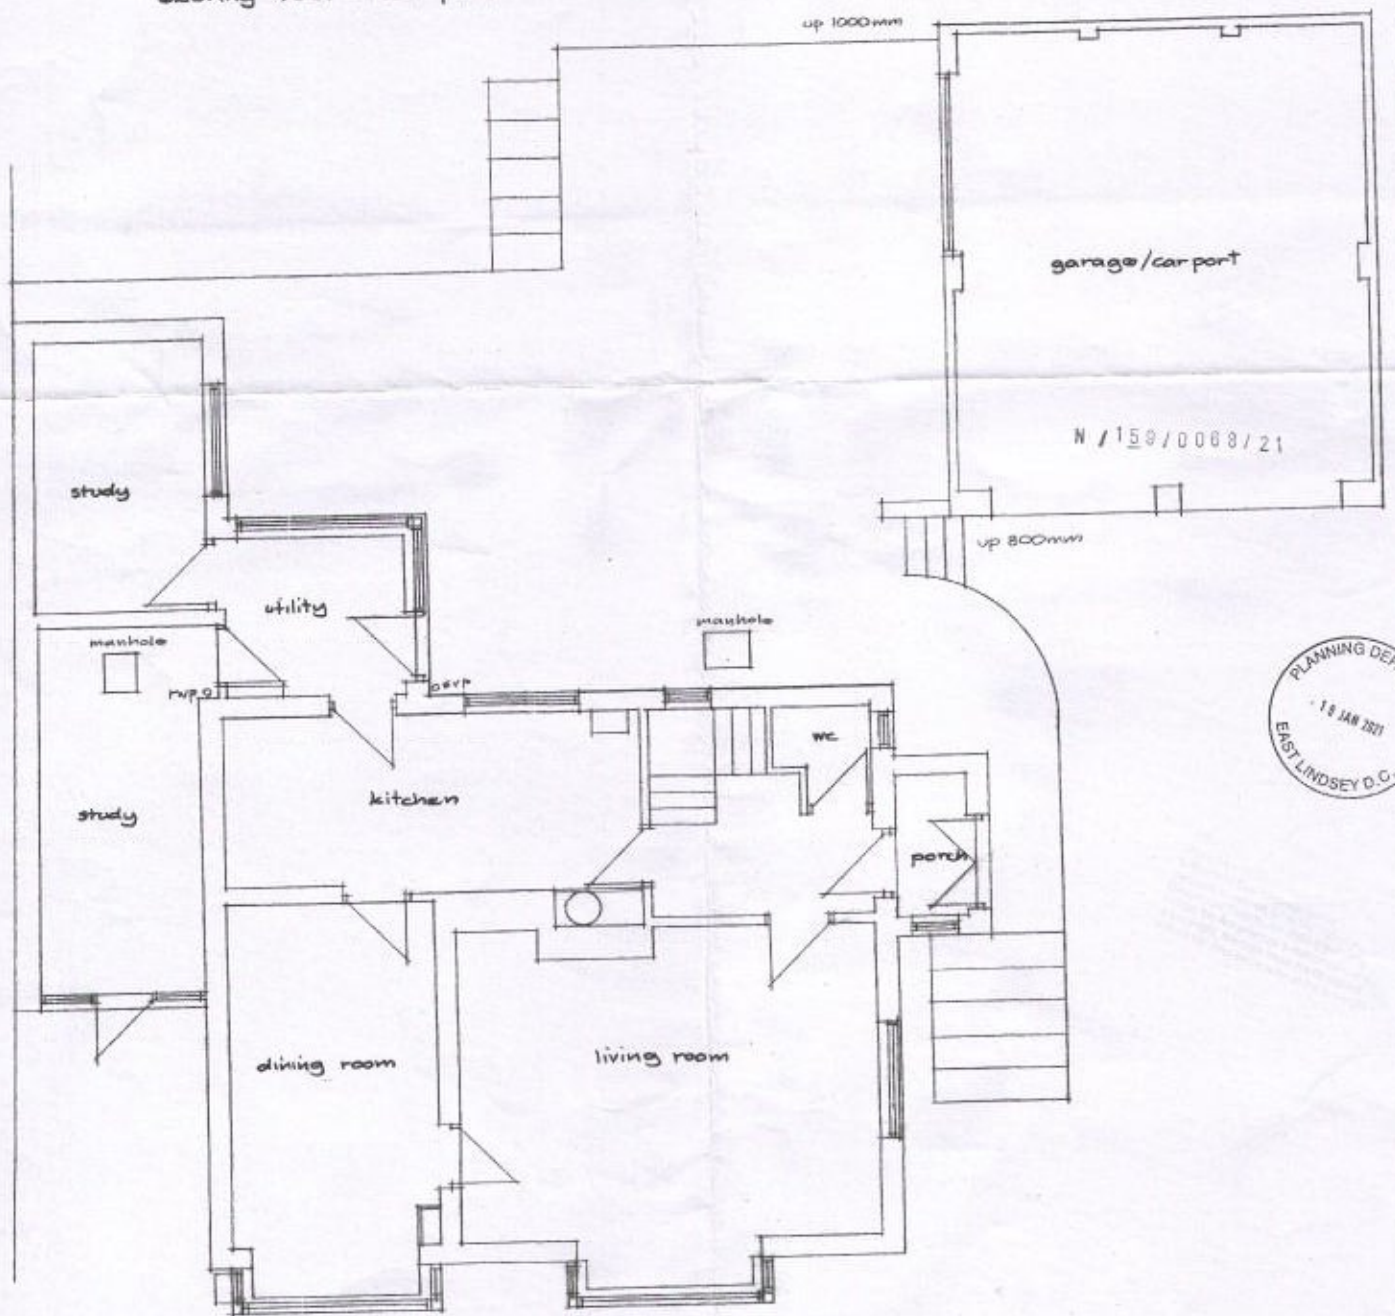 up 1000mm
garage/carport
N/159/0068/21
study
up 800mm
utility
manhole
manhole
PLANNING
18 JAN 2021
EAST LINDSEY D.C.
rwp
svp
wc
kitchen
study
porch
dining room
living room